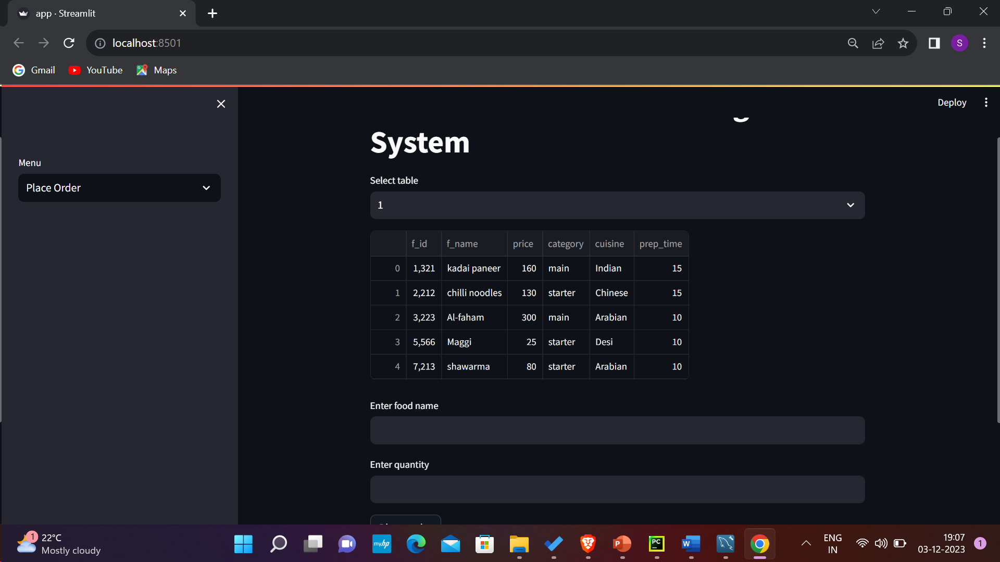 app · Streamlit
localhost:8501
S
Gmail YouTube Maps
Deploy
System
Menu
Place Order
Select table
1
f_id f_name price category cuisine prep_time
0 1,321 kadai paneer 160 main Indian 15
1 2,212 chilli noodles 130 starter Chinese 15
2 3,223 Al-faham 300 main Arabian 10
3 5,566 Maggi 25 starter Desi 10
4 7,213 shawarma 80 starter Arabian 10
Enter food name
Enter quantity
1 22°C
Mostly cloudy
myhp
P
PC
W
ENG
IN
19:07
03-12-2023
1